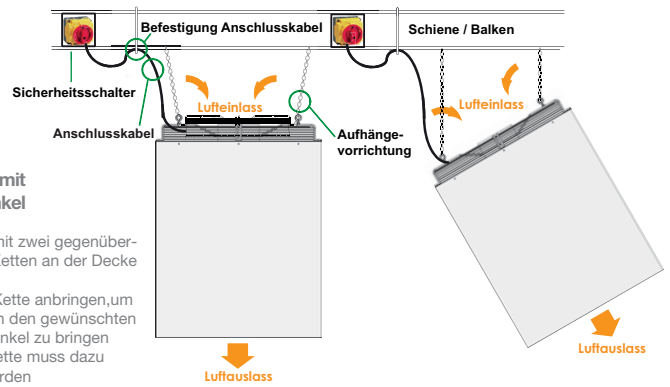 Befestigung Anschlusskabel
Schiene / Balken
Sicherheitsschalter
Lufteinlass
Lufteinlass
Anschlusskabel
Aufhänge-
vorrichtung
mit
kel
mit zwei gegenüber-
Ketten an der Decke
Kette anbringen,um
n den gewünschten
nkel zu bringen
ette muss dazu
rden
Luftauslass
Luftauslass